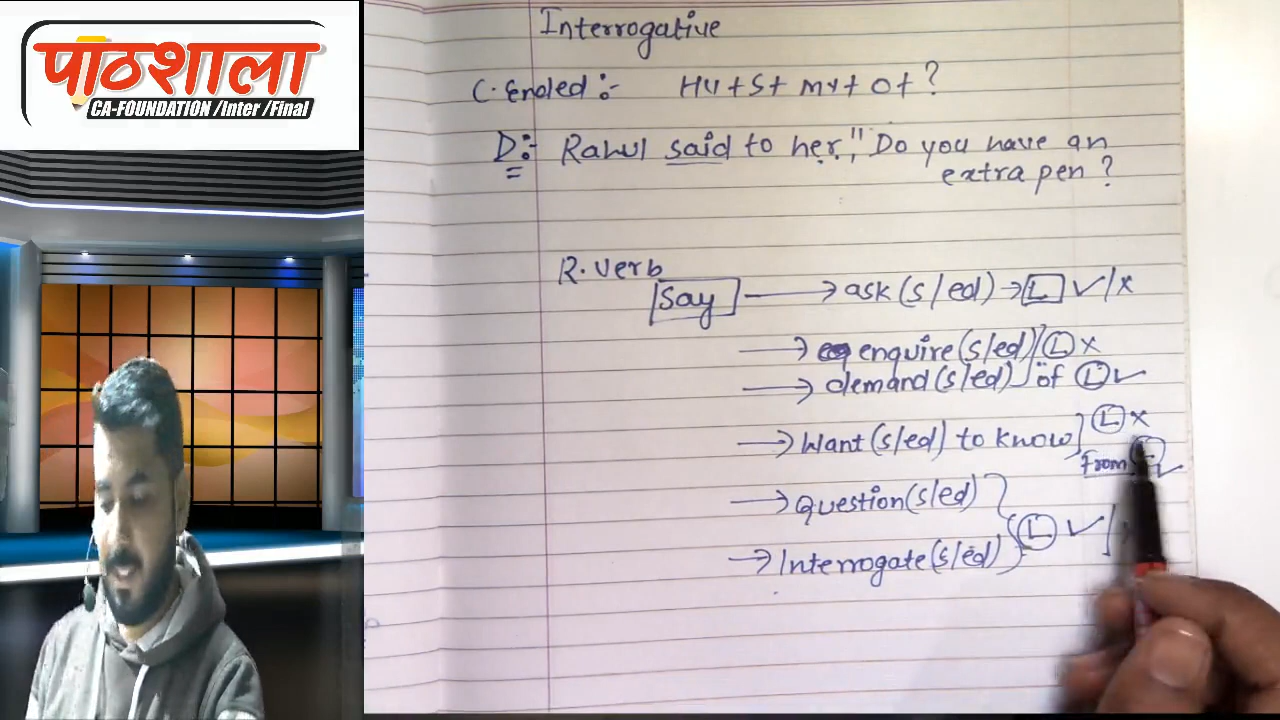 पाठशाला
CA-FOUNDATION /Inter /Final
Interrogative
C. Ended :- HV + S + MV + O + ?
D:- Rahul said to her, "Do you have an
extra pen ?
R. Verb
Say → ask (s/ed) → L ✓/×
→ enquire (s/ed) L ×
→ demand (s/ed) of L ✓
→ Want (s/ed) to know L ×
From L ✓
→ Question (s/ed)
→ Interrogate (s/ed) L ✓ /